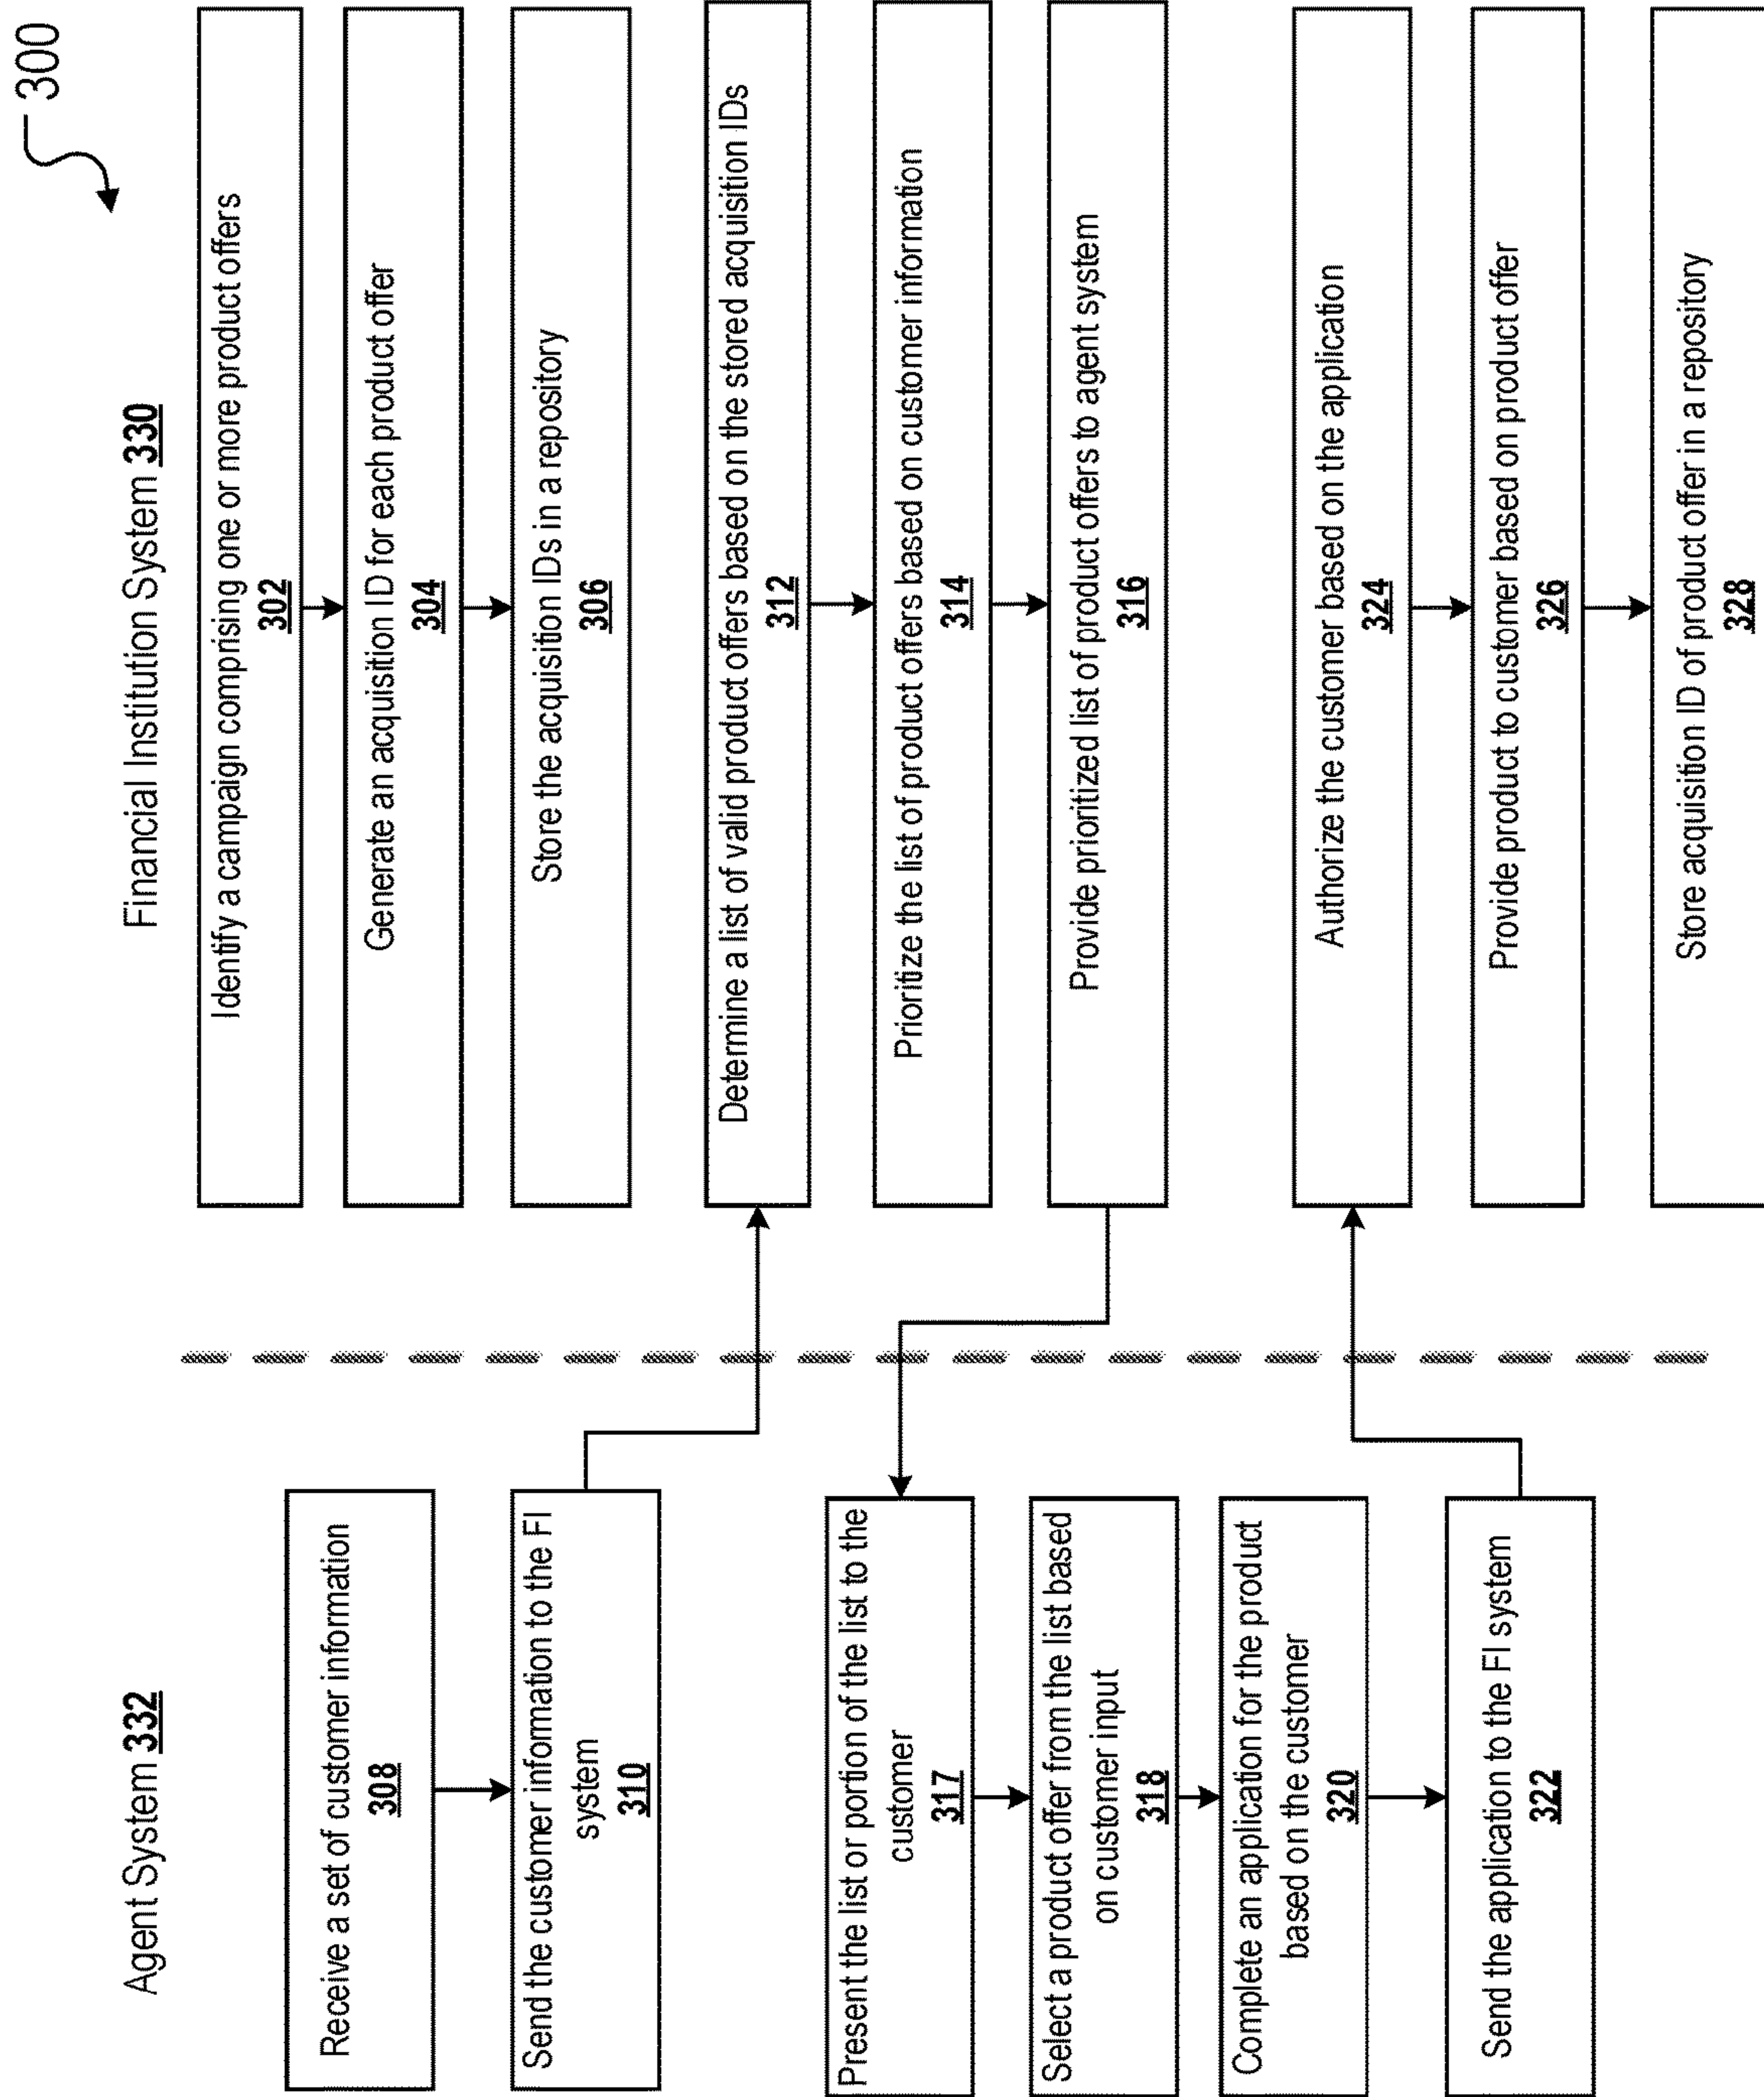 300
Agent System 332
Financial Institution System 330
Identify a campaign comprising one or more product offers
302
Generate an acquisition ID for each product offer
304
Store the acquisition IDs in a repository
306
Receive a set of customer information
308
Send the customer information to the FI
system
310
Determine a list of valid product offers based on the stored acquisition IDs
312
Prioritize the list of product offers based on customer information
314
Provide prioritized list of product offers to agent system
316
Present the list or portion of the list to the
customer
317
Select a product offer from the list based
on customer input
318
Complete an application for the product
based on the customer
320
Send the application to the FI system
322
Authorize the customer based on the application
324
Provide product to customer based on product offer
326
Store acquisition ID of product offer in a repository
328